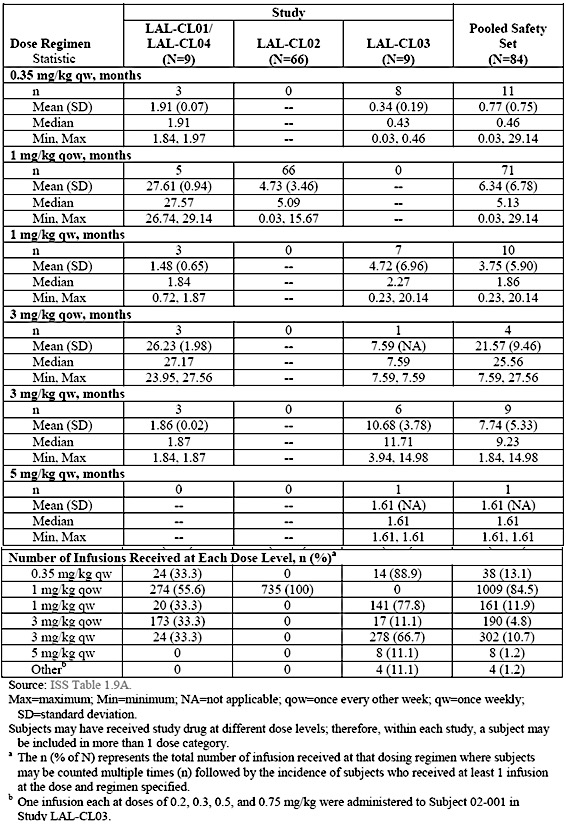 Study
Dose Regimen
Statistic
LAL-CL01/
LAL-CL04
(N=9)
LAL-CL02
(N=66)
LAL-CL03
(N=9)
Pooled Safety
Set
(N=84)
0.35 mg/kg qw, months
n 3 0 8 11
Mean (SD) 1.91 (0.07) -- 0.34 (0.19) 0.77 (0.75)
Median 1.91 -- 0.43 0.46
Min, Max 1.84, 1.97 -- 0.03, 0.46 0.03, 29.14
1 mg/kg qow, months
n 5 66 0 71
Mean (SD) 27.61 (0.94) 4.73 (3.46) -- 6.34 (6.78)
Median 27.57 5.09 -- 5.13
Min, Max 26.74, 29.14 0.03, 15.67 -- 0.03, 29.14
1 mg/kg qw, months
n 3 0 7 10
Mean (SD) 1.48 (0.65) -- 4.72 (6.96) 3.75 (5.90)
Median 1.84 -- 2.27 1.86
Min, Max 0.72, 1.87 -- 0.23, 20.14 0.23, 20.14
3 mg/kg qow, months
n 3 0 1 4
Mean (SD) 26.23 (1.98) -- 7.59 (NA) 21.57 (9.46)
Median 27.17 -- 7.59 25.56
Min, Max 23.95, 27.56 -- 7.59, 7.59 7.59, 27.56
3 mg/kg qw, months
n 3 0 6 9
Mean (SD) 1.86 (0.02) -- 10.68 (3.78) 7.74 (5.33)
Median 1.87 -- 11.71 9.23
Min, Max 1.84, 1.87 -- 3.94, 14.98 1.84, 14.98
5 mg/kg qw, months
n 0 0 1 1
Mean (SD) -- -- 1.61 (NA) 1.61 (NA)
Median -- -- 1.61 1.61
Min, Max -- -- 1.61, 1.61 1.61, 1.61
Number of Infusions Received at Each Dose Level, n (%)a
0.35 mg/kg qw 24 (33.3) 0 14 (88.9) 38 (13.1)
1 mg/kg qow 274 (55.6) 735 (100) 0 1009 (84.5)
1 mg/kg qw 20 (33.3) 0 141 (77.8) 161 (11.9)
3 mg/kg qow 173 (33.3) 0 17 (11.1) 190 (4.8)
3 mg/kg qw 24 (33.3) 0 278 (66.7) 302 (10.7)
5 mg/kg qw 0 0 8 (11.1) 8 (1.2)
Otherb 0 0 4 (11.1) 4 (1.2)
Source: ISS Table 1.9A.
Max=maximum; Min=minimum; NA=not applicable; qow=once every other week; qw=once weekly;
SD=standard deviation.
Subjects may have received study drug at different dose levels; therefore, within each study, a subject may
be included in more than 1 dose category.
a The n (% of N) represents the total number of infusion received at that dosing regimen where subjects
may be counted multiple times (n) followed by the incidence of subjects who received at least 1 infusion
at the dose and regimen specified.
b One infusion each at doses of 0.2, 0.3, 0.5, and 0.75 mg/kg were administered to Subject 02-001 in
Study LAL-CL03.